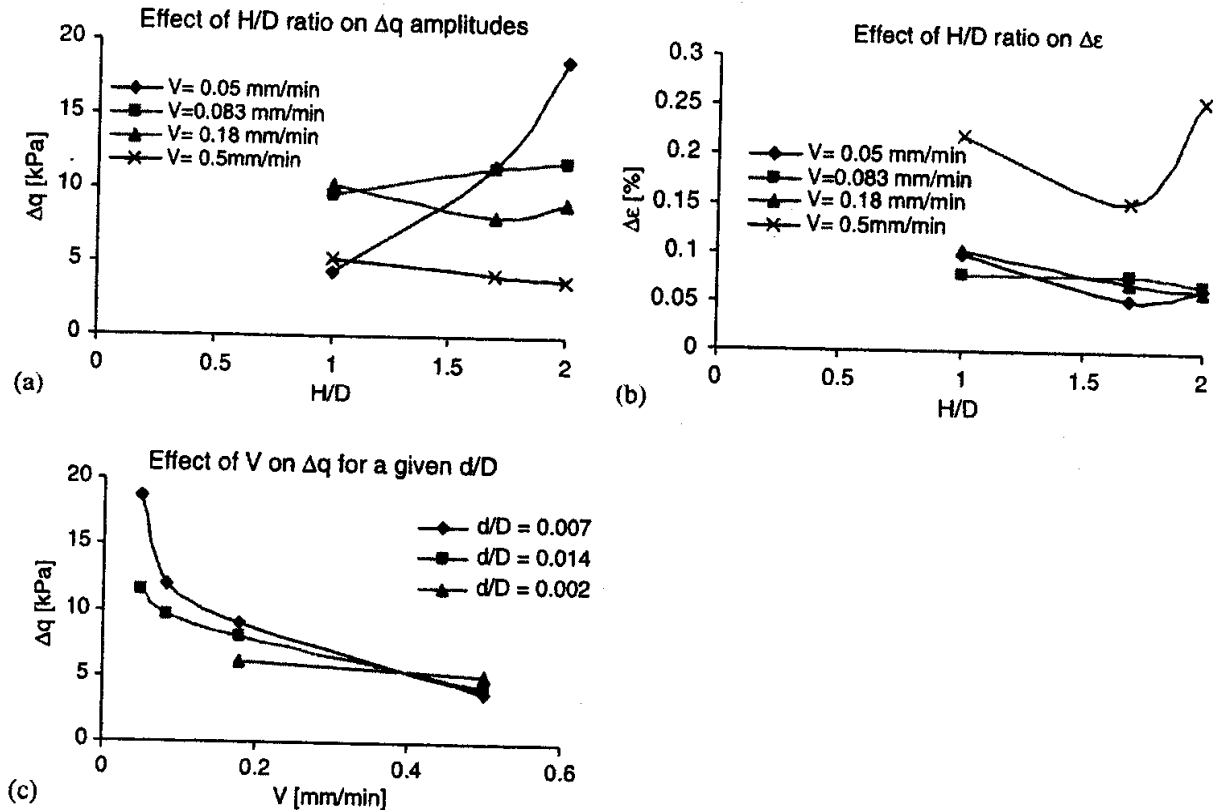 Effect of H/D ratio on Δq amplitudes
20
15
10
5
0
Δq [kPa]
V= 0.05 mm/min
V=0.083 mm/min
V= 0.18 mm/min
V= 0.5mm/min
0
0.5
1
1.5
2
H/D
(a)
Effect of H/D ratio on Δε
0.3
0.25
0.2
0.15
0.1
0.05
0
Δε [%]
V= 0.05 mm/min
V=0.083 mm/min
V= 0.18 mm/min
V= 0.5mm/min
0
0.5
1
1.5
2
H/D
(b)
Effect of V on Δq for a given d/D
20
15
10
5
0
Δq [kPa]
d/D = 0.007
d/D = 0.014
d/D = 0.002
0
0.2
0.4
0.6
V [mm/min]
(c)